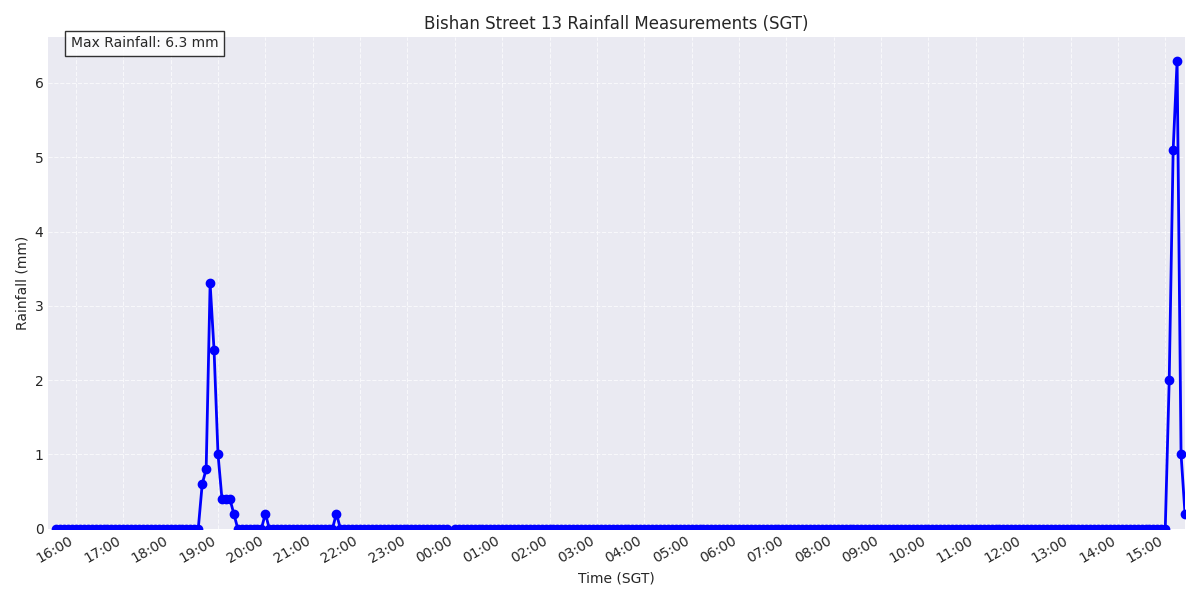 Bishan Street 13 Rainfall Measurements (SGT)
Max Rainfall: 6.3 mm
6
5
4
3
2
1
0
Rainfall (mm)
16:00 17:00 18:00 19:00 20:00 21:00 22:00 23:00 00:00 01:00 02:00 03:00 04:00 05:00 06:00 07:00 08:00 09:00 10:00 11:00 12:00 13:00 14:00 15:00
Time (SGT)